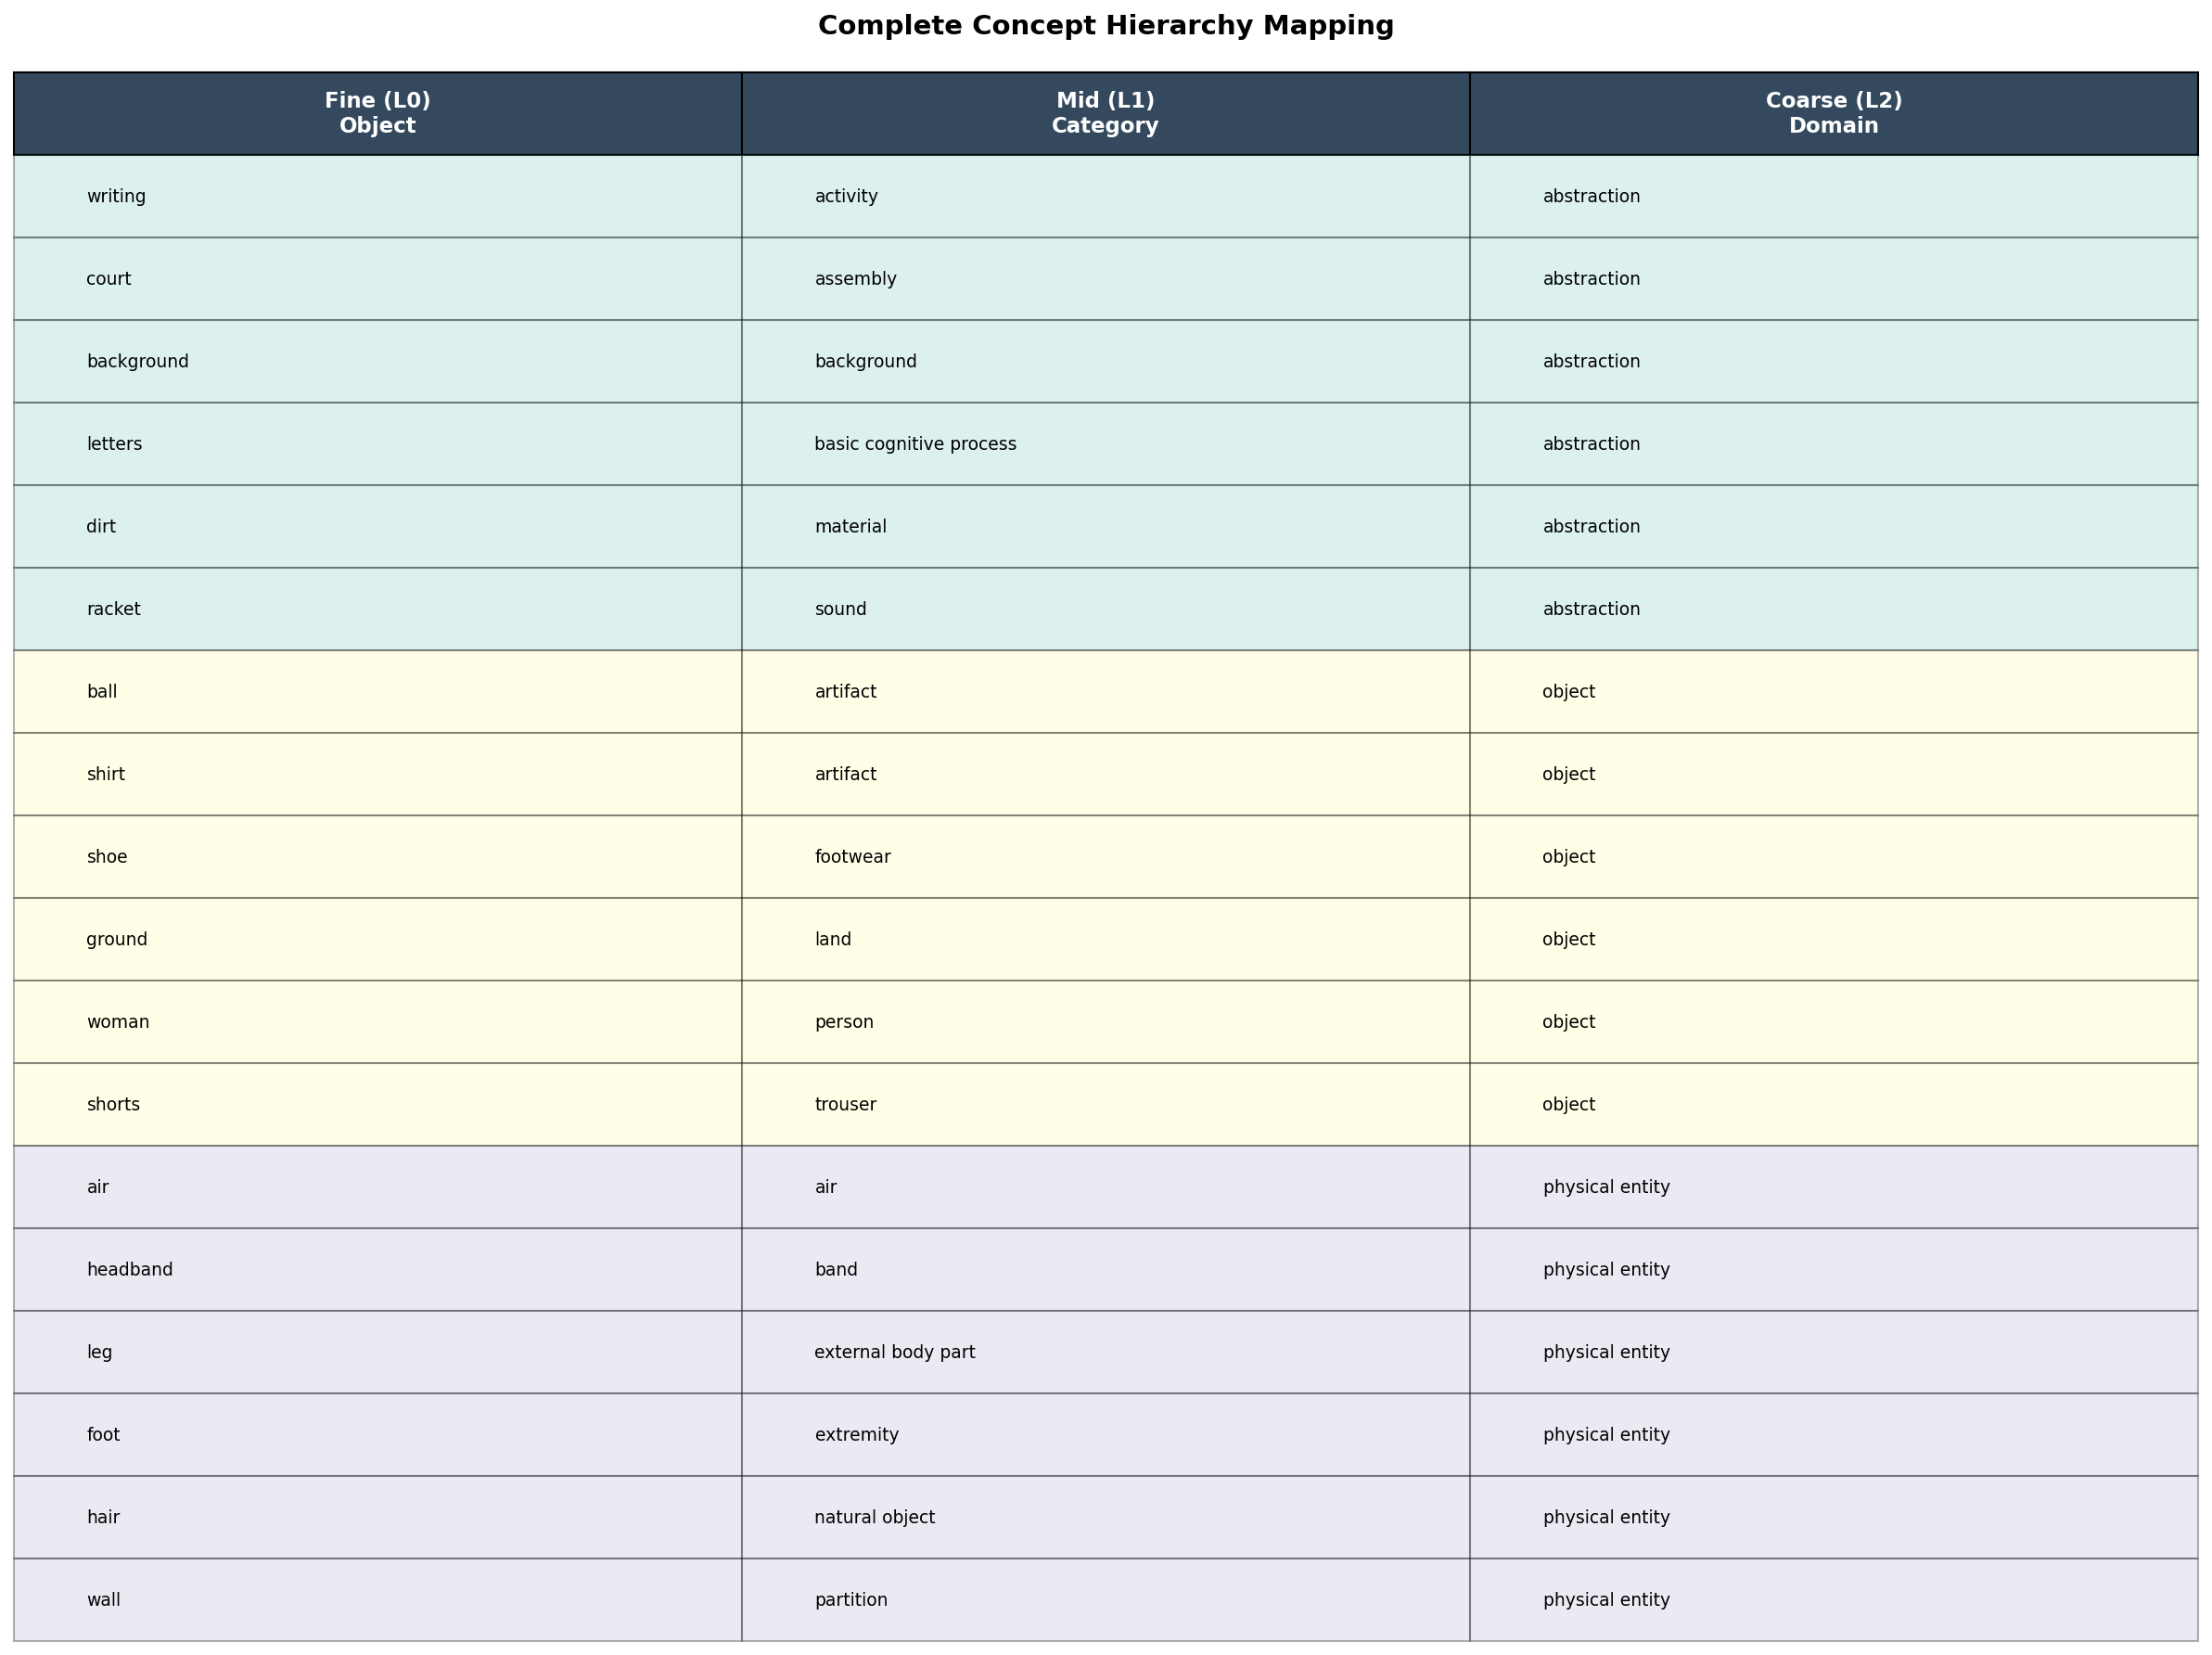 Complete Concept Hierarchy Mapping
Fine (L0) Object Mid (L1) Category Coarse (L2) Domain
writing activity abstraction
court assembly abstraction
background background abstraction
letters basic cognitive process abstraction
dirt material abstraction
racket sound abstraction
ball artifact object
shirt artifact object
shoe footwear object
ground land object
woman person object
shorts trouser object
air air physical entity
headband band physical entity
leg external body part physical entity
foot extremity physical entity
hair natural object physical entity
wall partition physical entity